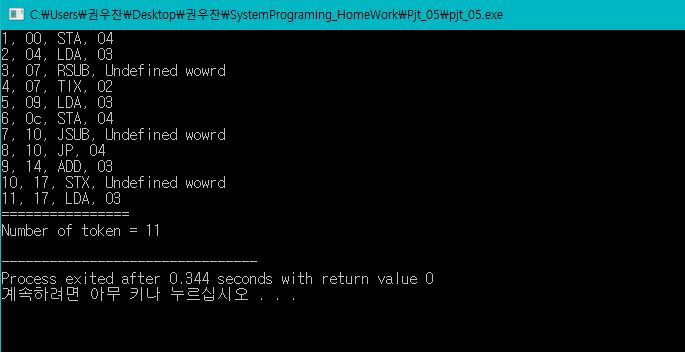 C:\Users\권우찬\Desktop\권우찬\SystemPrograming_HomeWork\Pjt_05\pjt_05.exe
1, 00, STA, 04
2, 04, LDA, 03
3, 07, RSUB, Undefined wowrd
4, 07, TIX, 02
5, 09, LDA, 03
6, 0c, STA, 04
7, 10, JSUB, Undefined wowrd
8, 10, JP, 04
9, 14, ADD, 03
10, 17, STX, Undefined wowrd
11, 17, LDA, 03
================
Number of token = 11
--------------------------------
Process exited after 0.344 seconds with return value 0
계속하려면 아무 키나 누르십시오 . . .